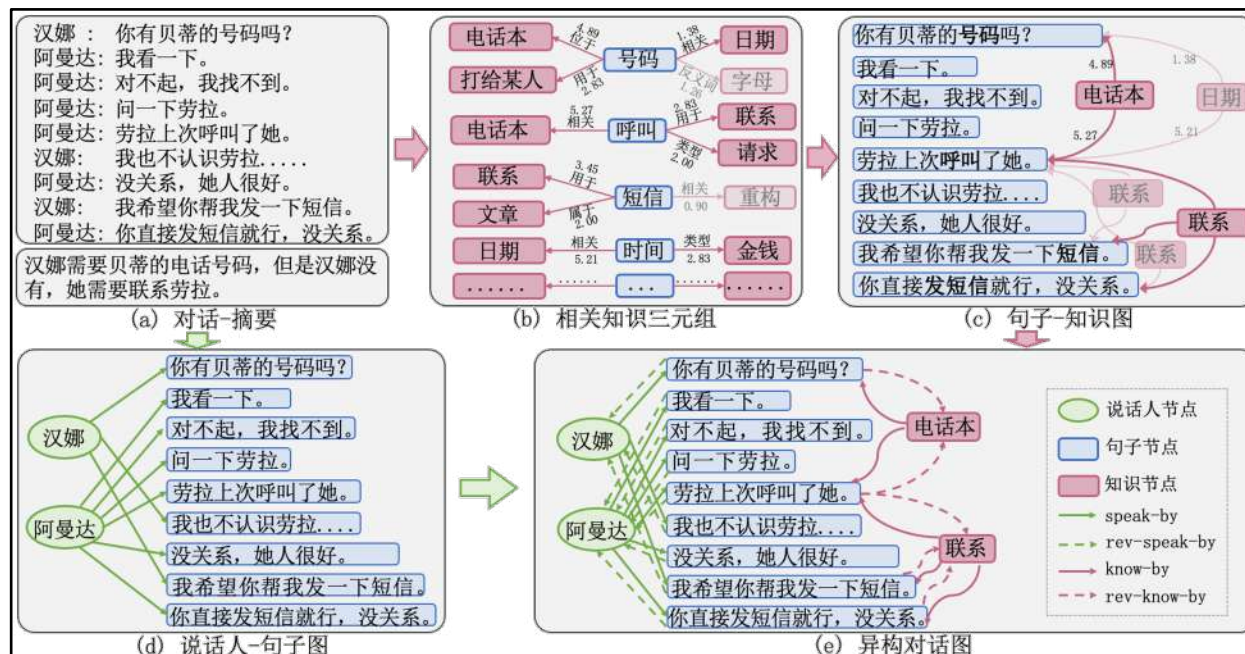 汉娜： 你有贝蒂的号码吗？
阿曼达：我看一下。
阿曼达：对不起，我找不到。
阿曼达：问一下劳拉。
阿曼达：劳拉上次呼叫了她。
汉娜： 我也不认识劳拉.....
阿曼达：没关系，她人很好。
汉娜： 我希望你帮我发一下短信。
阿曼达：你直接发短信就行，没关系。
汉娜需要贝蒂的电话号码，但是汉娜没
有，她需要联系劳拉。
(a) 对话-摘要
电话本 4.89 位于 号码 1.38 相关 日期
打给某人 用于 2.83 反义词 1.26 字母
电话本 5.27 相关 呼叫 2.83 用于 联系
类型 2.00 请求
联系 3.45 用于 短信 相关 0.90 重构
文章 属于 2.00
日期 相关 5.21 时间 类型 2.83 金钱
...... ...... ... ...... ......
(b) 相关知识三元组
你有贝蒂的号码吗？
我看一下。
对不起，我找不到。
问一下劳拉。
劳拉上次呼叫了她。
我也不认识劳拉....
没关系，她人很好。
我希望你帮我发一下短信。
你直接发短信就行，没关系。
4.89
电话本
5.27
1.38
日期
5.21
联系
联系
联系
(c) 句子-知识图
汉娜
阿曼达
你有贝蒂的号码吗？
我看一下。
对不起，我找不到。
问一下劳拉。
劳拉上次呼叫了她。
我也不认识劳拉....
没关系，她人很好。
我希望你帮我发一下短信。
你直接发短信就行，没关系。
(d) 说话人-句子图
汉娜
阿曼达
你有贝蒂的号码吗？
我看一下。
对不起，我找不到。
问一下劳拉。
劳拉上次呼叫了她。
我也不认识劳拉....
没关系，她人很好。
我希望你帮我发一下短信。
你直接发短信就行，没关系。
电话本
联系
说话人节点
句子节点
知识节点
speak-by
rev-speak-by
know-by
rev-know-by
(e) 异构对话图